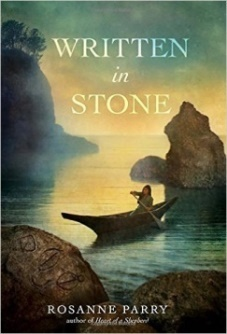 WRITTEN
in
STONE
ROSANNE PARRY
author of Heart of a Shepherd